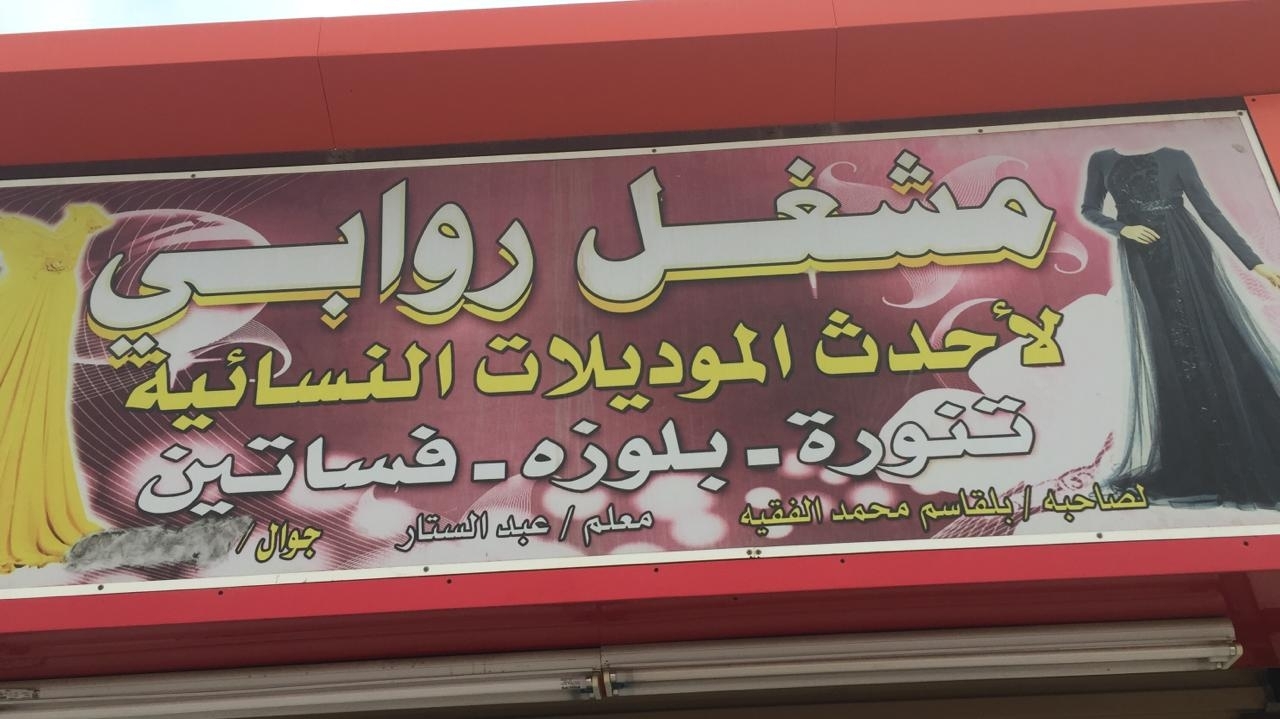 مشغل روابي
لأحدث الموديلات النسائية
تنورة - بلوزه - فساتين
لصاحبه / بلقاسم محمد الفقيه معلم / عبد الستار جوال /